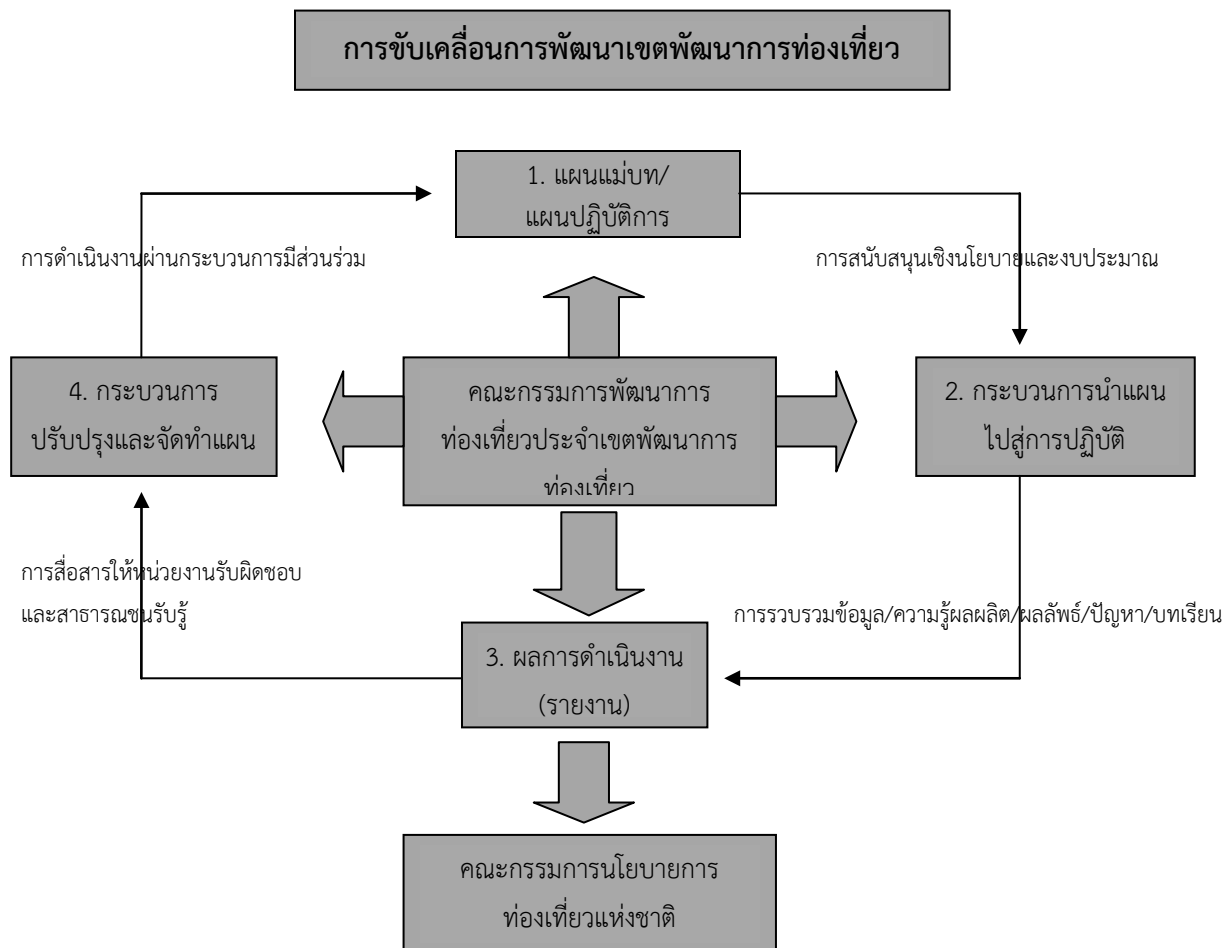 การขับเคลื่อนการพัฒนาเขตพัฒนาการท่องเที่ยว
1. แผนแม่บท/
แผนปฏิบัติการ
การดำเนินงานผ่านกระบวนการมีส่วนร่วม
การสนับสนุนเชิงนโยบายและงบประมาณ
4. กระบวนการ
ปรับปรุงและจัดทำแผน
คณะกรรมการพัฒนาการ
ท่องเที่ยวประจำเขตพัฒนาการ
ท่องเที่ยว
2. กระบวนการนำแผน
ไปสู่การปฏิบัติ
การสื่อสารให้หน่วยงานรับผิดชอบ
และสาธารณชนรับรู้
การรวบรวมข้อมูล/ความรู้ผลผลิต/ผลลัพธ์/ปัญหา/บทเรียน
3. ผลการดำเนินงาน
(รายงาน)
คณะกรรมการนโยบายการ
ท่องเที่ยวแห่งชาติ